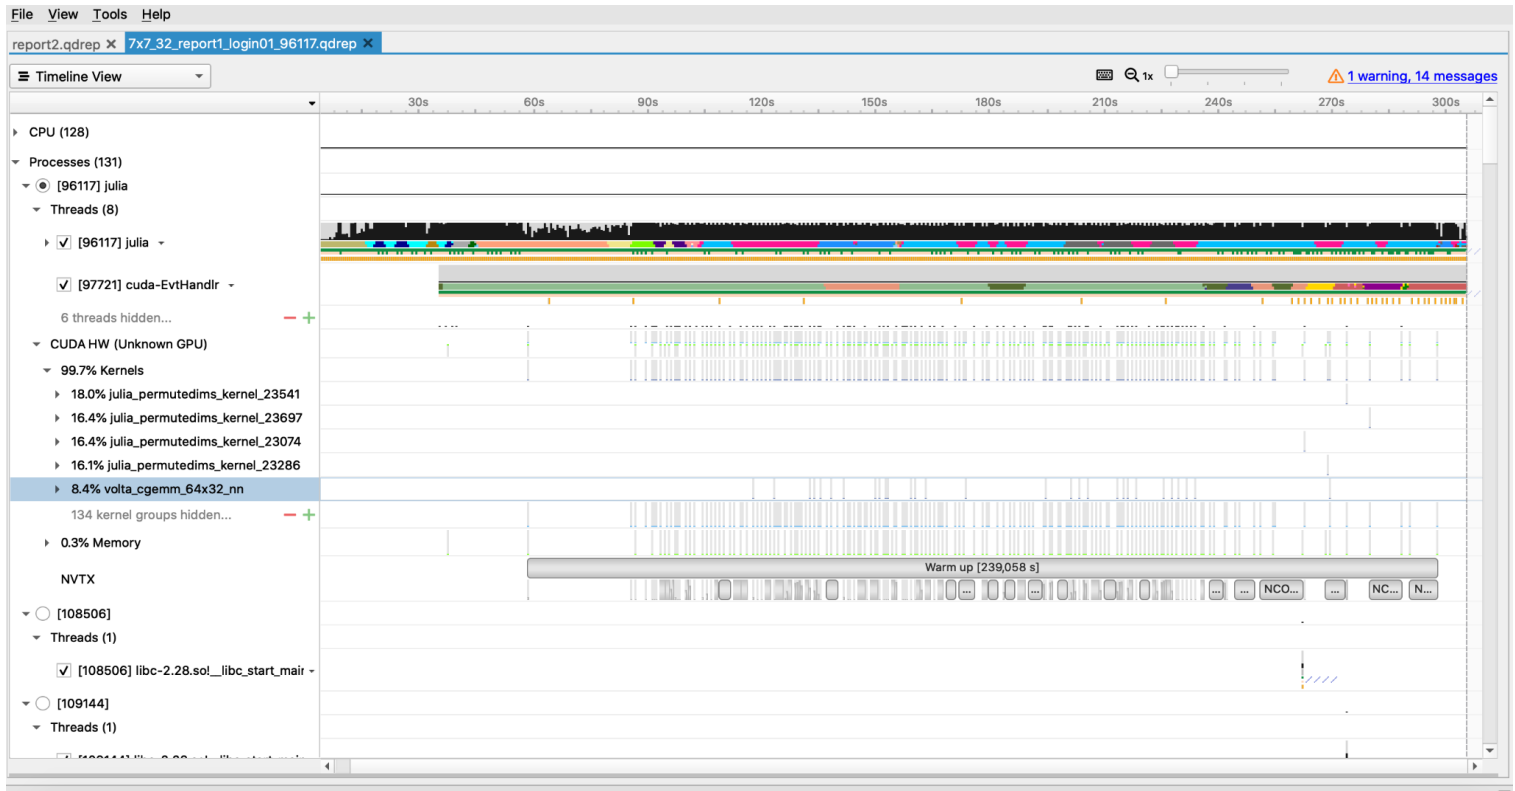 File View Tools Help
report2.qdrep 7x7_32_report1_login01_96117.qdrep
Timeline View 1x 1 warning, 14 messages
30s 60s 90s 120s 150s 180s 210s 240s 270s 300s
CPU (128)
Processes (131)
[96117] julia
Threads (8)
[96117] julia
[97721] cuda-EvtHandlr
6 threads hidden...
CUDA HW (Unknown GPU)
99.7% Kernels
18.0% julia_permutedims_kernel_23541
16.4% julia_permutedims_kernel_23697
16.4% julia_permutedims_kernel_23074
16.1% julia_permutedims_kernel_23286
8.4% volta_cgemm_64x32_nn
134 kernel groups hidden...
0.3% Memory
Warm up [239,058 s]
NVTX
... ... ... ... NCO... ... NC... N...
[108506]
Threads (1)
[108506] libc-2.28.so!__libc_start_mair
[109144]
Threads (1)